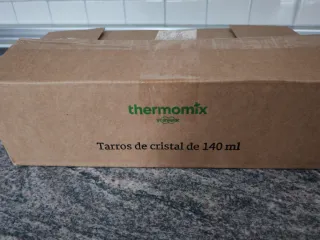 thermomix
Tarros de cristal de 140 ml